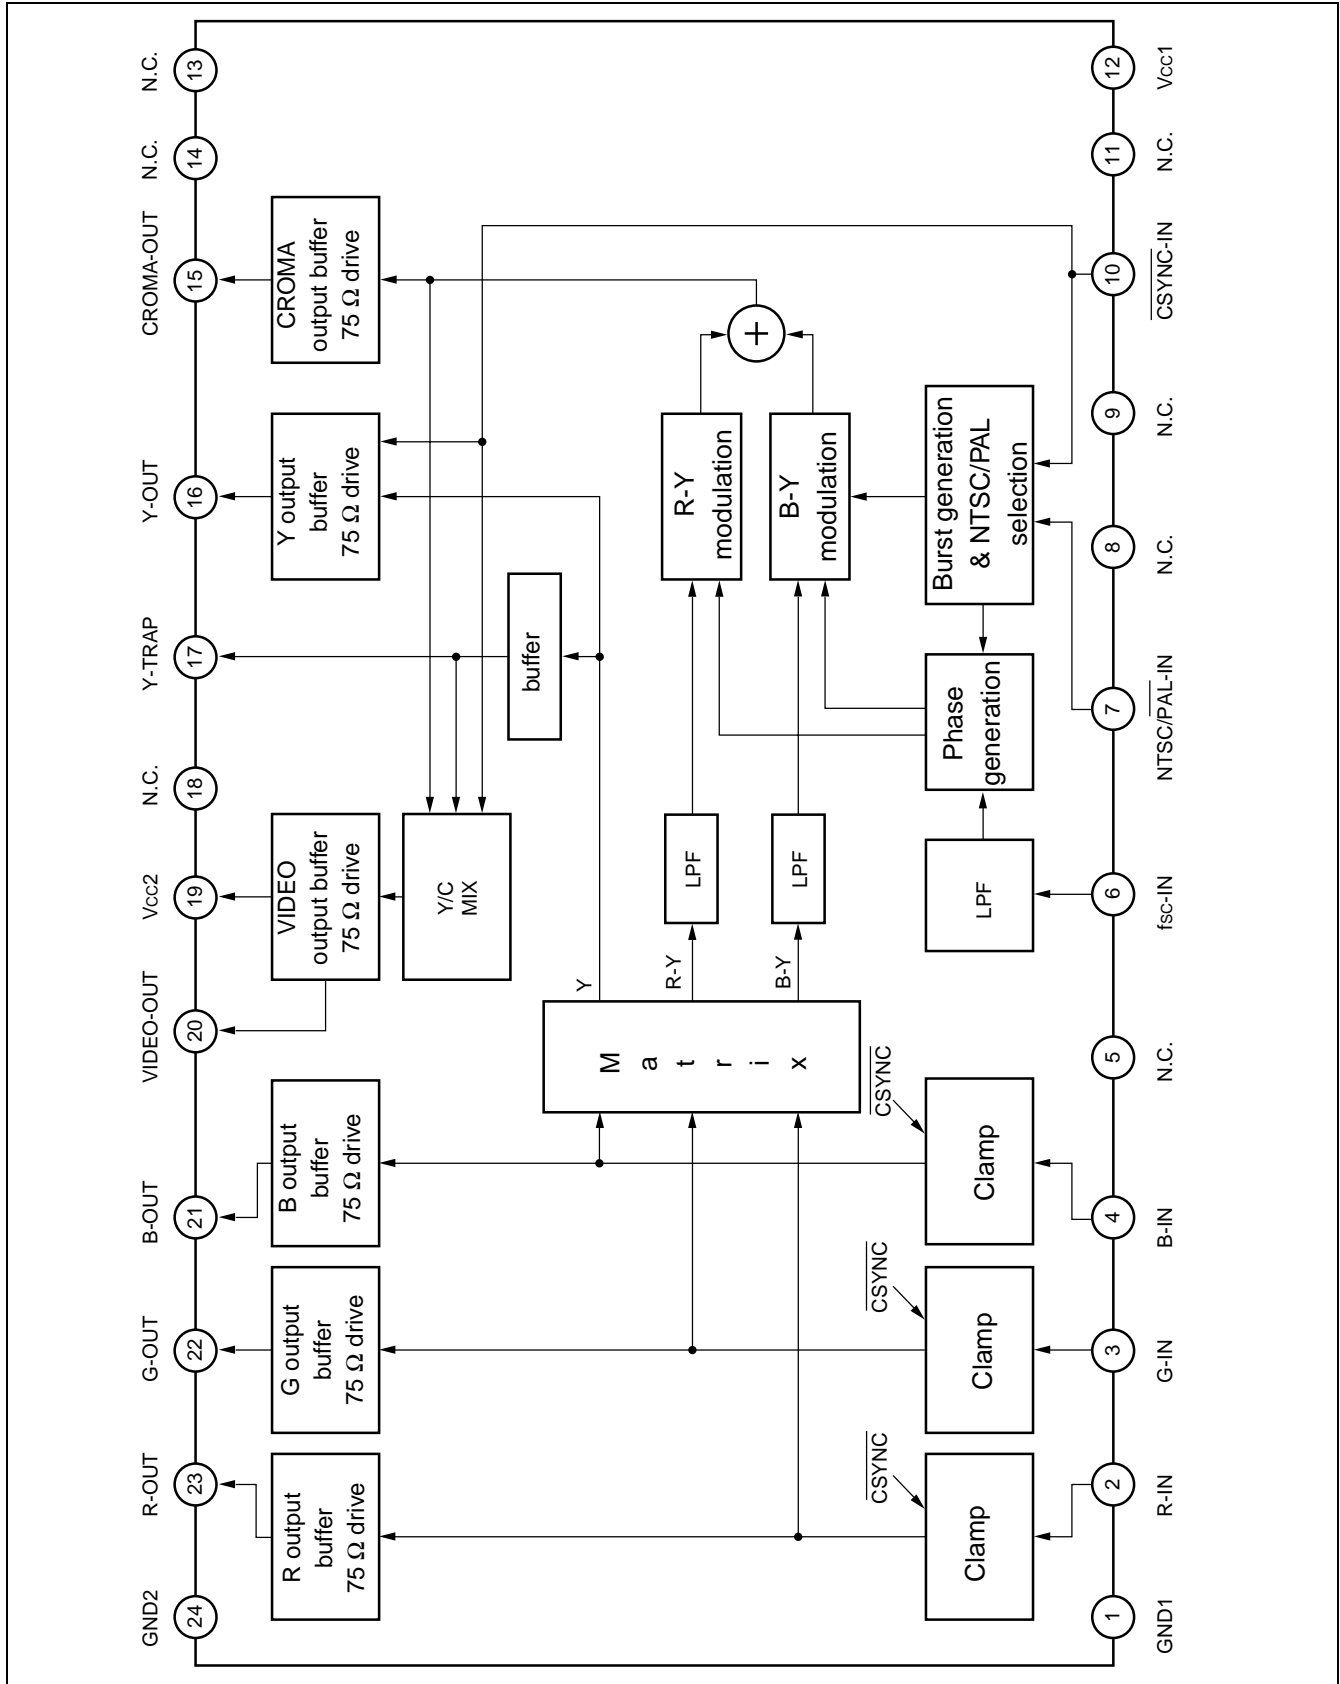 GND2
R-OUT
G-OUT
B-OUT
VIDEO-OUT
Vcc2
N.C.
Y-TRAP
Y-OUT
CROMA-OUT
N.C.
N.C.
24
23
22
21
20
19
18
17
16
15
14
13
R output
buffer
75 Ω drive
G output
buffer
75 Ω drive
B output
buffer
75 Ω drive
VIDEO
output buffer
75 Ω drive
Y output
buffer
75 Ω drive
CROMA
output buffer
75 Ω drive
Y/C
MIX
buffer
Matrix
Y
R-Y
B-Y
LPF
LPF
R-Y
modulation
B-Y
modulation
+
CSYNC
CSYNC
CSYNC
Clamp
Clamp
Clamp
LPF
Phase
generation
Burst generation
& NTSC/PAL
selection
1
2
3
4
5
6
7
8
9
10
11
12
GND1
R-IN
G-IN
B-IN
N.C.
fsc-IN
NTSC/PAL-IN
N.C.
N.C.
CSYNC-IN
N.C.
Vcc1